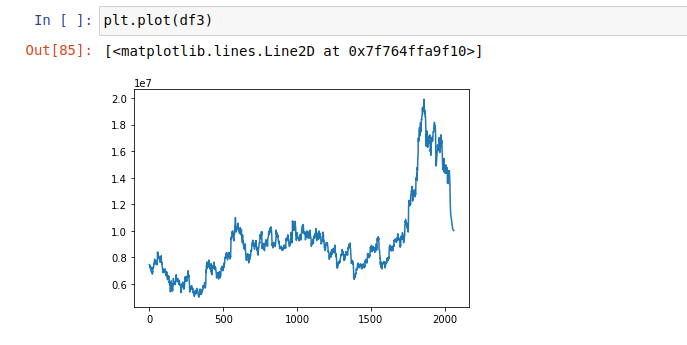 In [ ]: plt.plot(df3)
Out[85]: [<matplotlib.lines.Line2D at 0x7f764ffa9f10>]
1e7
2.0
1.8
1.6
1.4
1.2
1.0
0.8
0.6
0 500 1000 1500 2000